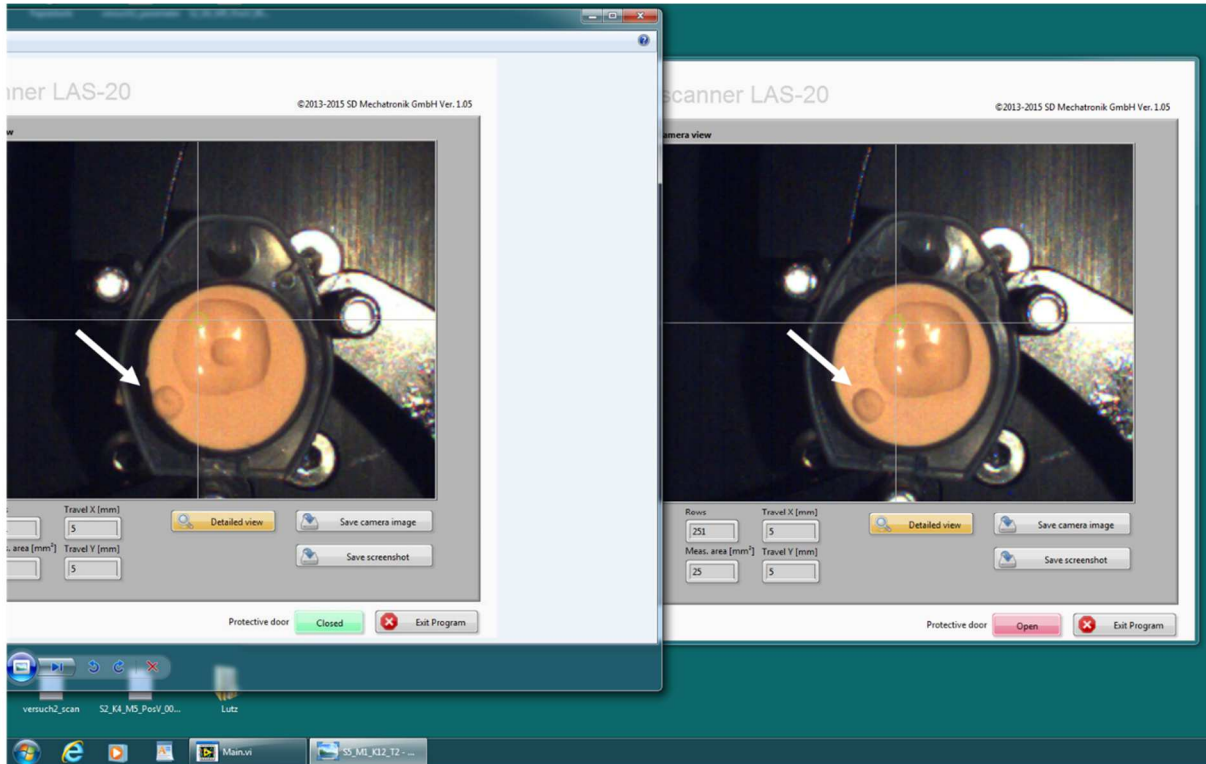 nner LAS-20
©2013-2015 SD Mechatronik GmbH Ver. 1.05
w
Travel X [mm]
5
s. area [mm²] Travel Y [mm]
5
Detailed view
Save camera image
Save screenshot
Protective door Closed Exit Program
scanner LAS-20
©2013-2015 SD Mechatronik GmbH Ver. 1.05
amera view
Rows Travel X [mm]
251 5
Meas. area [mm²] Travel Y [mm]
25 5
Detailed view
Save camera image
Save screenshot
Protective door Open Exit Program
versuch2_scan
S2_K4_M5_PosV_00...
Lutz
Main.vi
S5_M1_K12_T2 - ...